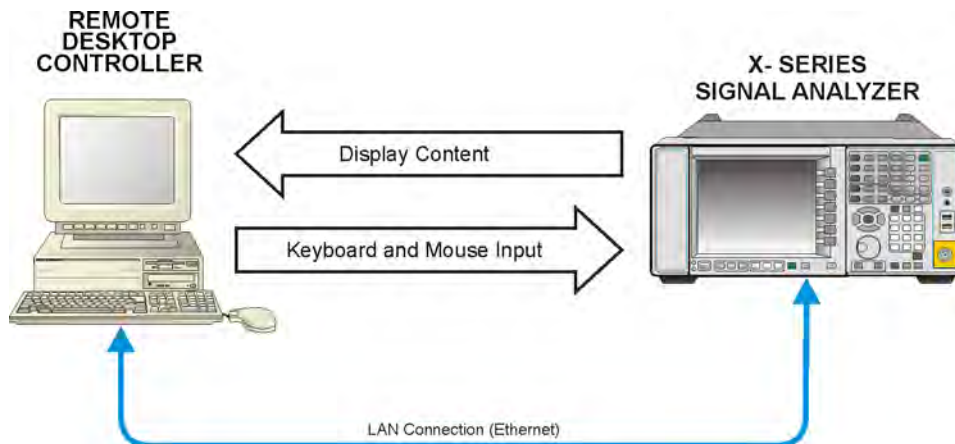 REMOTE
DESKTOP
CONTROLLER
X- SERIES
SIGNAL ANALYZER
Display Content
Keyboard and Mouse Input
LAN Connection (Ethernet)